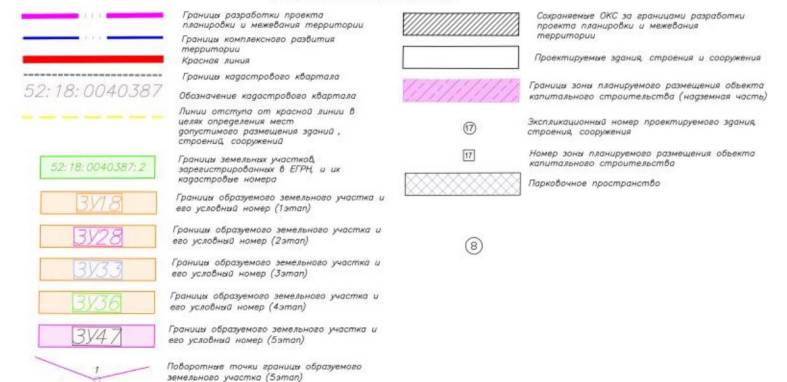 Границы разработки проекта
планировки и межевания территории
Границы комплексного развития
территории
Красная линия
Границы кадастрового квартала
52:18:0040387
Обозначение кадастрового квартала
Линии отступа от красной линии в
целях определения мест
допустимого размещения зданий ,
строений, сооружений
52:18:0040387:2
Границы земельных участков,
зарегистрированных в ЕГРН, и их
кадастровые номера
ЗУ18
Границы образуемого земельного участка и
его условный номер (1этап)
ЗУ28
Границы образуемого земельного участка и
его условный номер (2этап)
ЗУ33
Границы образуемого земельного участка и
его условный номер (3этап)
ЗУ36
Границы образуемого земельного участка и
его условный номер (4этап)
ЗУ47
Границы образуемого земельного участка и
его условный номер (5этап)
1
Поворотные точки границы образуемого
земельного участка (5этап)
Сохраняемые ОКС за границами разработки
проекта планировки и межевания
территории
Проектируемые здания, строения и сооружения
Границы зоны планируемого размещения объекта
капитального строительства (надземная часть)
17
Экспликационный номер проектируемого здания,
строения, сооружения
17
Номер зоны планируемого размещения объекта
капитального строительства
Парковочное пространство
8